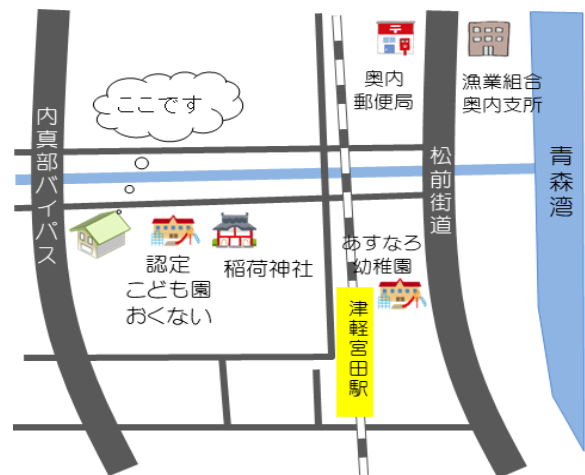 奥内
郵便局
漁業組合
奥内支所
ここです
内真部バイパス
松前街道
青森湾
認定
こども園
おくない
稲荷神社
あすなろ
幼稚園
津軽宮田駅